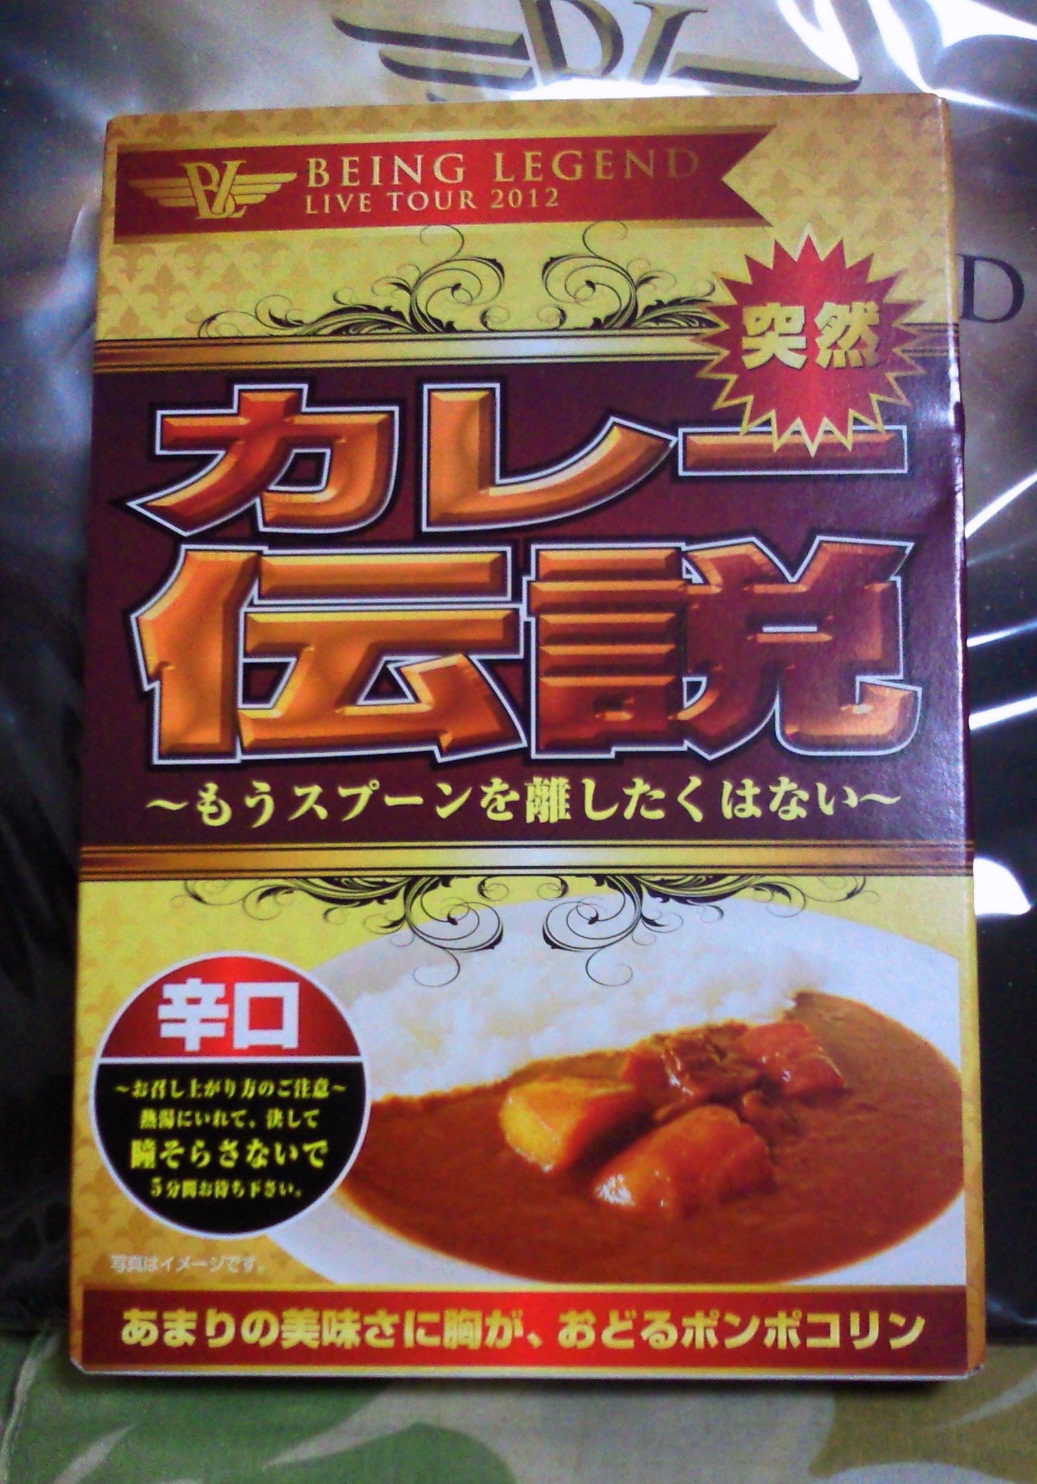 BL
BEING LEGEND
LIVE TOUR 2012
突然
カレー
伝説
～もうスプーンを離したくはない～
辛口
～お召し上がり方のご注意～
熱湯にいれて、決して
瞳そらさないで
5分間お待ち下さい。
写真はイメージです。
あまりの美味さに胸が、おどるポンポコリン
D